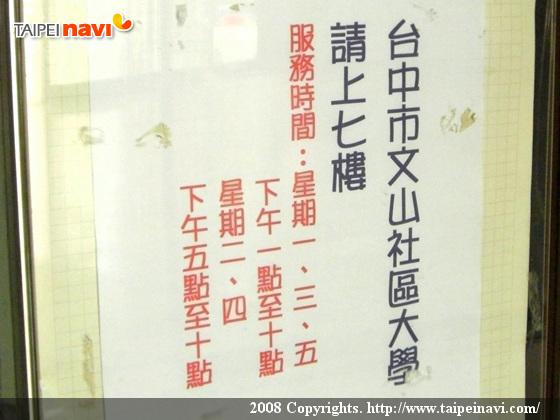 TAIPEI navi
台中市文山社區大學
請上七樓
服務時間：星期一、三、五
下午一點至十點
星期二、四
下午五點至十點
2008 Copyrights. http://www.taipeinavi.com/